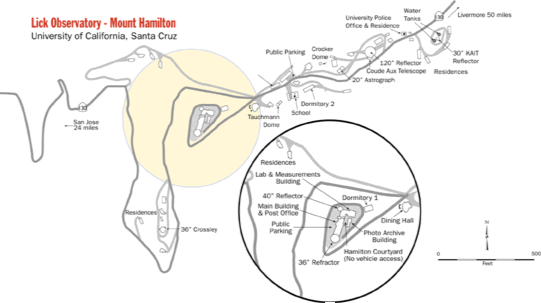 Lick Observatory - Mount Hamilton
University of California, Santa Cruz
Water
Tanks
University Police
Office & Residence
Livermore 50 miles
Public Parking
Crocker
Dome
30" KAIT
Reflector
120" Reflector
Coude Aux Telescope
Residences
20" Astrograph
Dormitory 2
School
Tauchmann
Dome
San Jose
24 miles
Residences
36" Crossley
Residences
Lab & Measurements
Building
40" Reflector
Dormitory 1
Main Building
& Post Office
Dining Hall
Public
Parking
Photo Archive
Building
Hamilton Courtyard
(No vehicle access)
36" Refractor
N
0
500
Feet